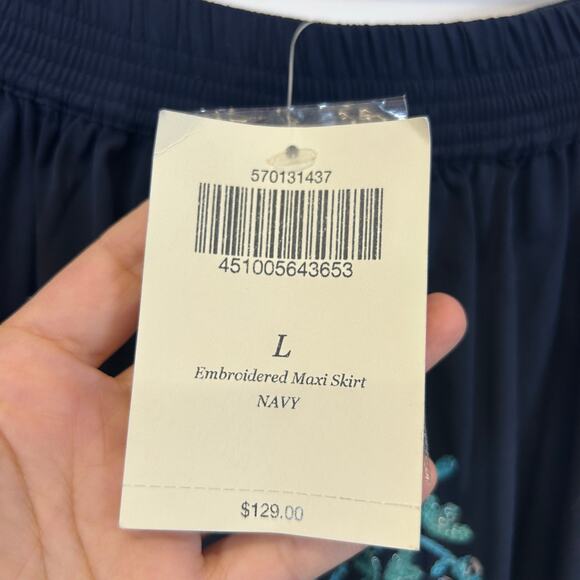 570131437
451005643653
L
Embroidered Maxi Skirt
NAVY
$129.00